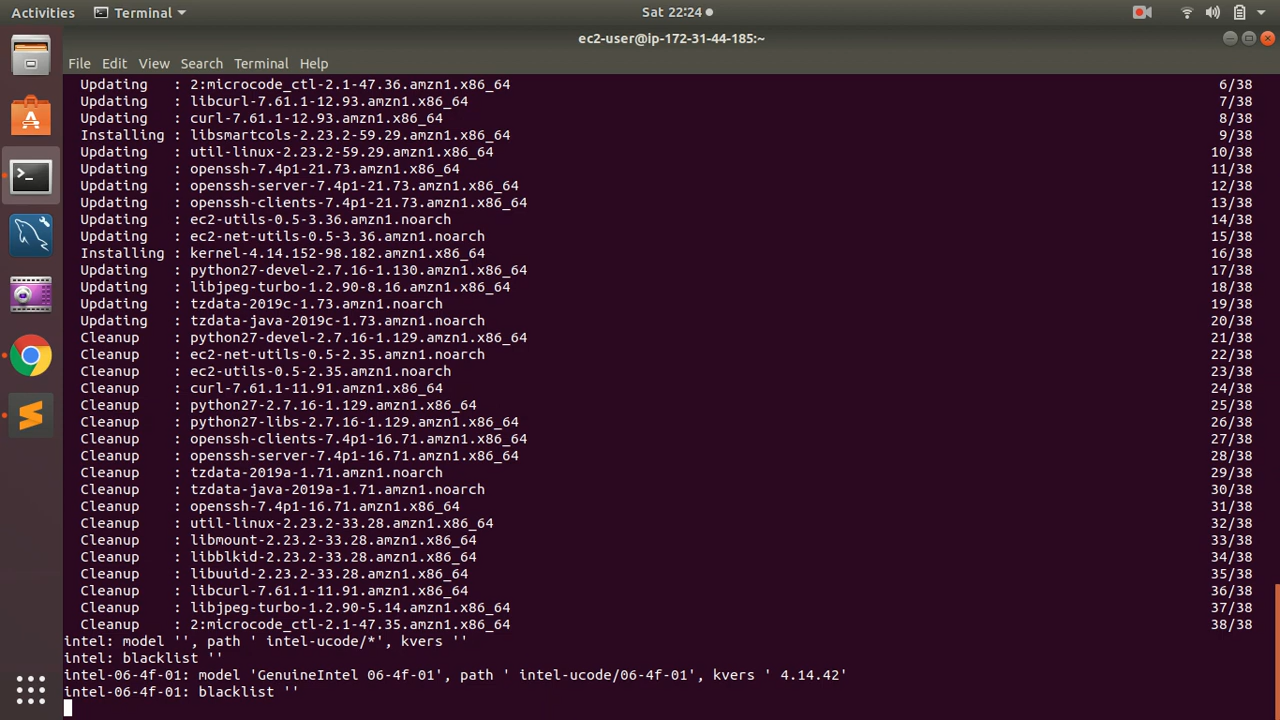 Activities Terminal Sat 22:24
ec2-user@ip-172-31-44-185:~
File Edit View Search Terminal Help
Updating : 2:microcode_ctl-2.1-47.36.amzn1.x86_64 6/38
Updating : libcurl-7.61.1-12.93.amzn1.x86_64 7/38
Updating : curl-7.61.1-12.93.amzn1.x86_64 8/38
Installing : libsmartcols-2.23.2-59.29.amzn1.x86_64 9/38
Updating : util-linux-2.23.2-59.29.amzn1.x86_64 10/38
Updating : openssh-7.4p1-21.73.amzn1.x86_64 11/38
Updating : openssh-server-7.4p1-21.73.amzn1.x86_64 12/38
Updating : openssh-clients-7.4p1-21.73.amzn1.x86_64 13/38
Updating : ec2-utils-0.5-3.36.amzn1.noarch 14/38
Updating : ec2-net-utils-0.5-3.36.amzn1.noarch 15/38
Installing : kernel-4.14.152-98.182.amzn1.x86_64 16/38
Updating : python27-devel-2.7.16-1.130.amzn1.x86_64 17/38
Updating : libjpeg-turbo-1.2.90-8.16.amzn1.x86_64 18/38
Updating : tzdata-2019c-1.73.amzn1.noarch 19/38
Updating : tzdata-java-2019c-1.73.amzn1.noarch 20/38
Cleanup : python27-devel-2.7.16-1.129.amzn1.x86_64 21/38
Cleanup : ec2-net-utils-0.5-2.35.amzn1.noarch 22/38
Cleanup : ec2-utils-0.5-2.35.amzn1.noarch 23/38
Cleanup : curl-7.61.1-11.91.amzn1.x86_64 24/38
Cleanup : python27-2.7.16-1.129.amzn1.x86_64 25/38
Cleanup : python27-libs-2.7.16-1.129.amzn1.x86_64 26/38
Cleanup : openssh-clients-7.4p1-16.71.amzn1.x86_64 27/38
Cleanup : openssh-server-7.4p1-16.71.amzn1.x86_64 28/38
Cleanup : tzdata-2019a-1.71.amzn1.noarch 29/38
Cleanup : tzdata-java-2019a-1.71.amzn1.noarch 30/38
Cleanup : openssh-7.4p1-16.71.amzn1.x86_64 31/38
Cleanup : util-linux-2.23.2-33.28.amzn1.x86_64 32/38
Cleanup : libmount-2.23.2-33.28.amzn1.x86_64 33/38
Cleanup : libblkid-2.23.2-33.28.amzn1.x86_64 34/38
Cleanup : libuuid-2.23.2-33.28.amzn1.x86_64 35/38
Cleanup : libcurl-7.61.1-11.91.amzn1.x86_64 36/38
Cleanup : libjpeg-turbo-1.2.90-5.14.amzn1.x86_64 37/38
Cleanup : 2:microcode_ctl-2.1-47.35.amzn1.x86_64 38/38
intel: model '', path ' intel-ucode/*', kvers ''
intel: blacklist ''
intel-06-4f-01: model 'GenuineIntel 06-4f-01', path ' intel-ucode/06-4f-01', kvers ' 4.14.42'
intel-06-4f-01: blacklist ''